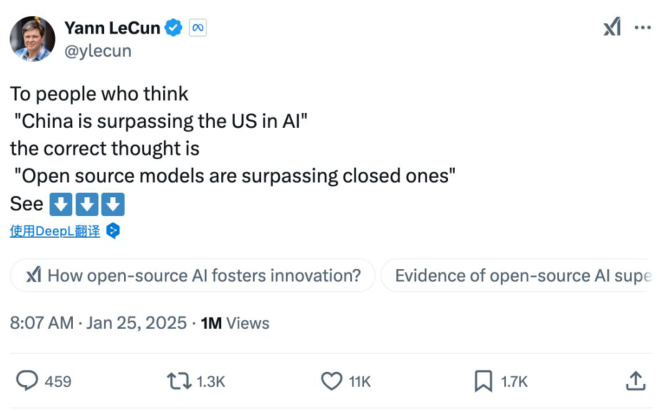 Yann LeCun
@ylecun
To people who think
"China is surpassing the US in AI"
the correct thought is
"Open source models are surpassing closed ones"
See
使用DeepL翻译
How open-source AI fosters innovation?
Evidence of open-source AI supe
8:07 AM · Jan 25, 2025 · 1M Views
459
1.3K
11K
1.7K